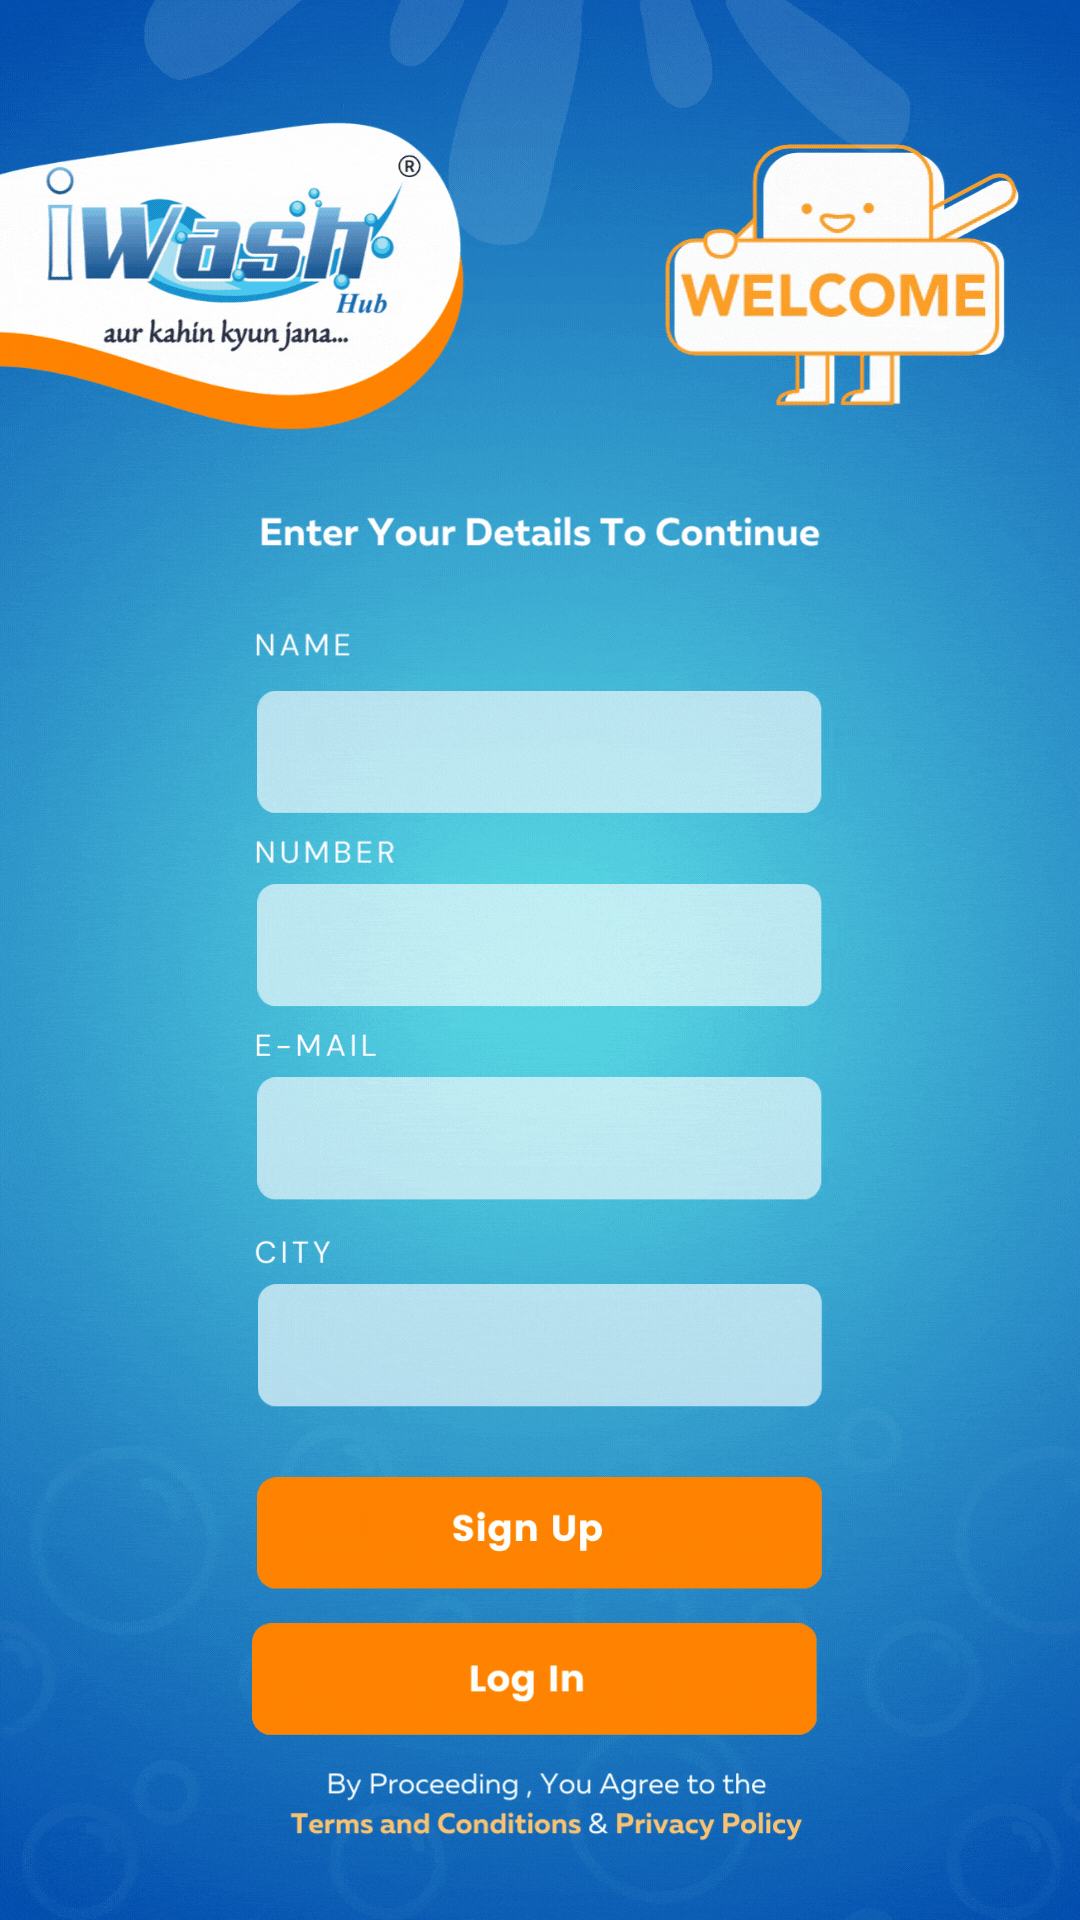 iWash
®
Hub
aur kahin kyun jana...
WELCOME
Enter Your Details To Continue
NAME
NUMBER
E-MAIL
CITY
Sign Up
Log In
By Proceeding , You Agree to the
Terms and Conditions & Privacy Policy